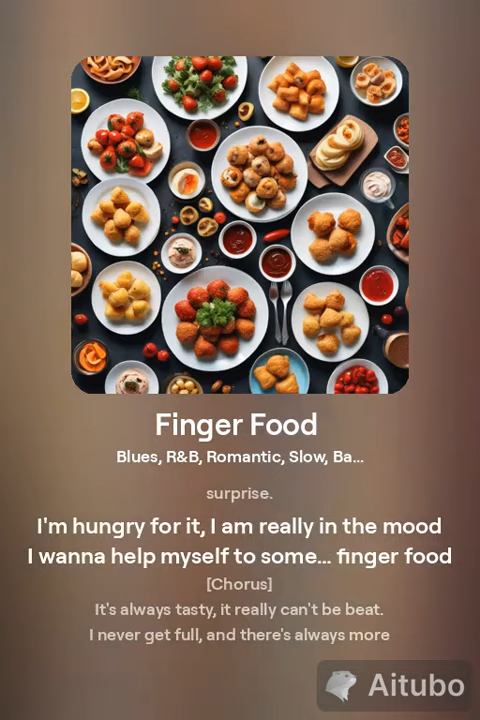 Finger Food
Blues, R&B, Romantic, Slow, Ba...
surprise.
I'm hungry for it, I am really in the mood
I wanna help myself to some... finger food
[Chorus]
It's always tasty, it really can't be beat.
I never get full, and there's always more
Aitubo